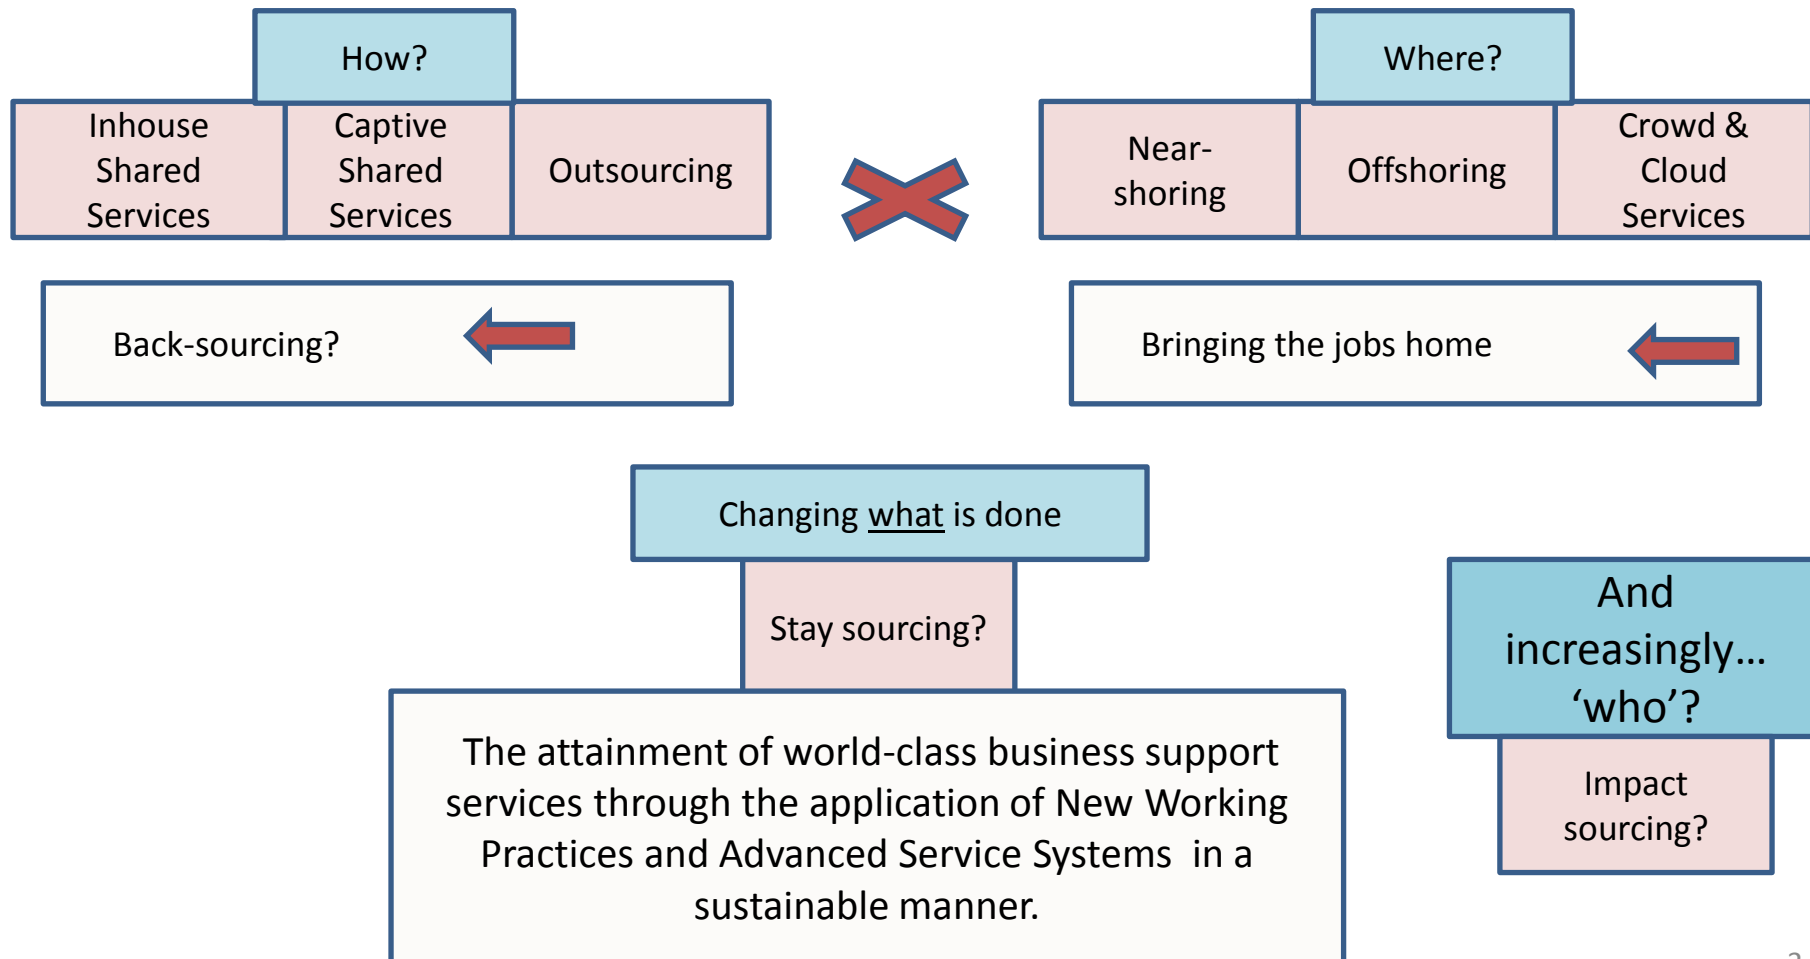 How?
Where?
Inhouse
Shared
Services
Captive
Shared
Services
Outsourcing
Near-
shoring
Offshoring
Crowd &
Cloud
Services
Back-sourcing?
Bringing the jobs home
Changing what is done
Stay sourcing?
And
increasingly…
‘who’?
Impact
sourcing?
The attainment of world-class business support
services through the application of New Working
Practices and Advanced Service Systems  in a
sustainable manner.